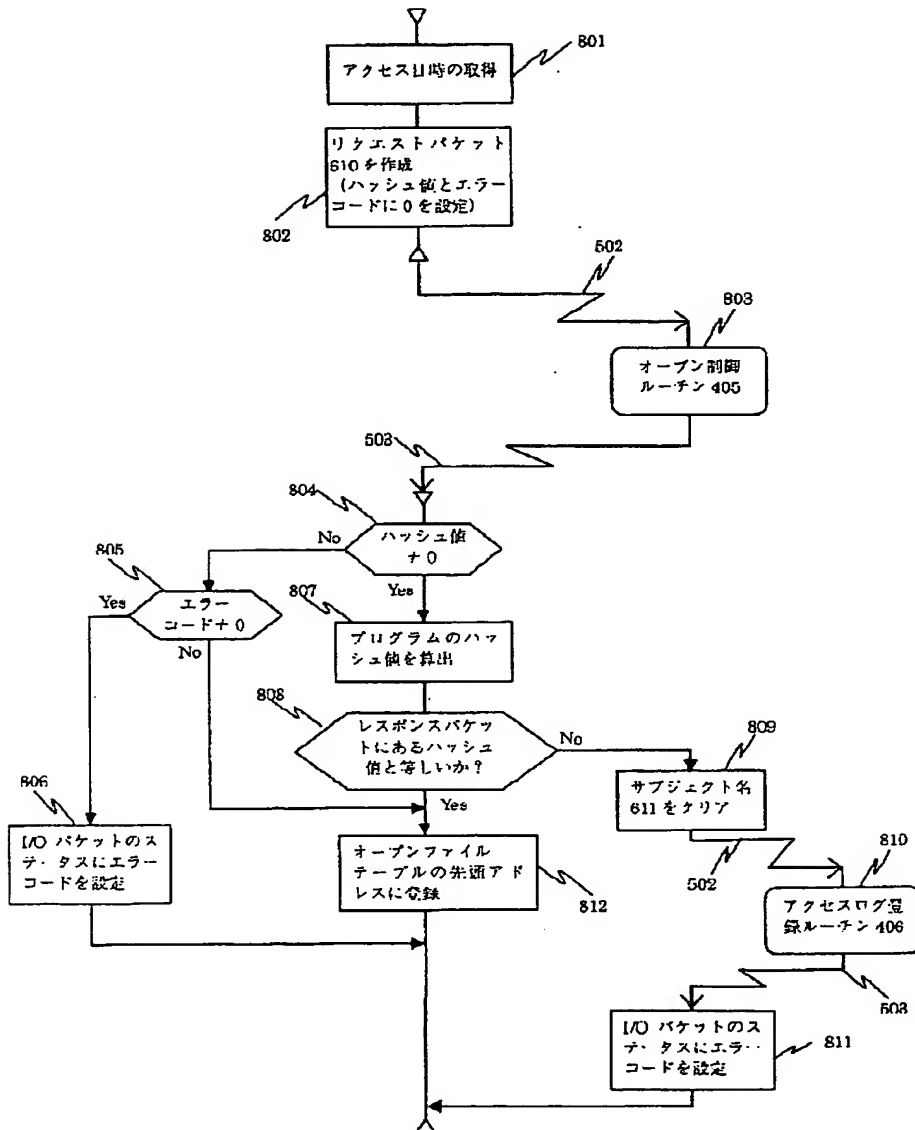 801
アクセス日時の取得
リクエストパケット
610を作成
(ハッシュ値とエラー
コードに0を設定)
802
502
803
オープン制御
ルーチン405
503
804
ハッシュ値
≠0
No
Yes
805
エラー
コード≠0
Yes
No
807
プログラムのハッ
シュ値を算出
808
レスポンスパケッ
トにあるハッシュ
値と等しいか?
No
Yes
809
サブジェクト名
611をクリア
806
I/Oパケットのス
テータスにエラー
コードを設定
オープンファイル
テーブルの先頭アド
レスに登録
812
502
810
アクセスログ登
録ルーチン406
503
I/Oパケットのス
テータスにエラー
コードを設定
811